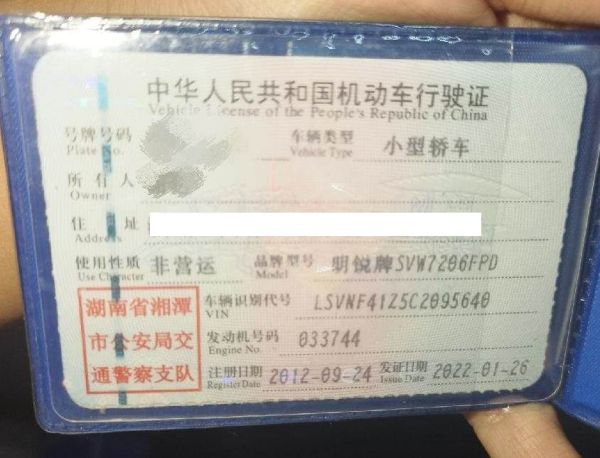 中华人民共和国机动车行驶证
Vehicle License of the People's Republic of China
号牌号码 车辆类型 小型轿车
Plate No. Vehicle Type
所有人
Owner
住址
Address
使用性质 非营运 品牌型号 明锐牌SVW7206FPD
Use Character Model
湖南省湘潭
市公安局交
通警察支队
车辆识别代号 LSVNF41Z5C2095640
VIN
发动机号码 033744
Engine No.
注册日期 2012-09-24 发证日期 2022-01-26
Register Date Issue Date